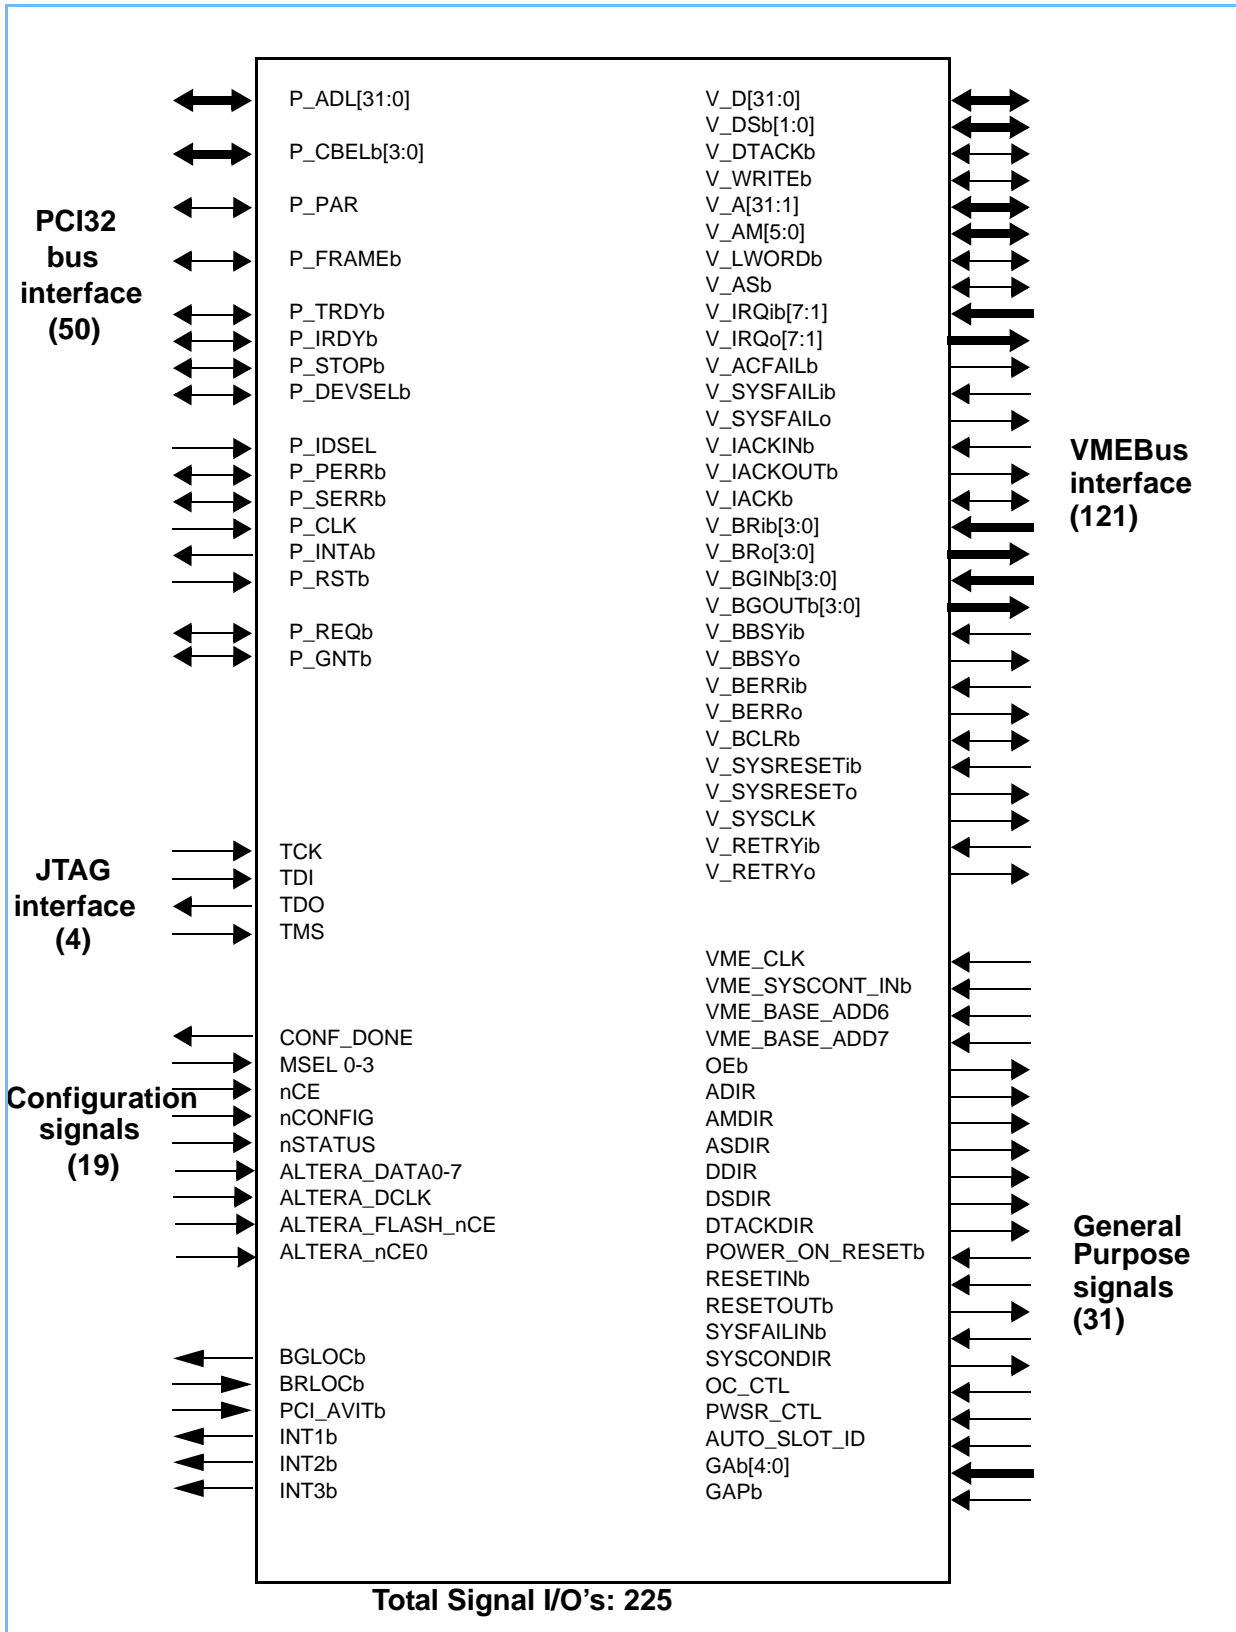 PCI32
bus
interface
(50)
P_ADL[31:0]
P_CBELb[3:0]
P_PAR
P_FRAMEb
P_TRDYb
P_IRDYb
P_STOPb
P_DEVSELb
P_IDSEL
P_PERRb
P_SERRb
P_CLK
P_INTAb
P_RSTb
P_REQb
P_GNTb
JTAG
interface
(4)
TCK
TDI
TDO
TMS
Configuration
signals
(19)
CONF_DONE
MSEL 0-3
nCE
nCONFIG
nSTATUS
ALTERA_DATA0-7
ALTERA_DCLK
ALTERA_FLASH_nCE
ALTERA_nCE0
BGLOCb
BRLOCb
PCI_AVITb
INT1b
INT2b
INT3b
V_D[31:0]
V_DSb[1:0]
V_DTACKb
V_WRITEb
V_A[31:1]
V_AM[5:0]
V_LWORDb
V_ASb
V_IRQib[7:1]
V_IRQo[7:1]
V_ACFAILb
V_SYSFAILib
V_SYSFAILo
V_IACKINb
V_IACKOUTb
V_IACKb
V_BRib[3:0]
V_BRo[3:0]
V_BGINb[3:0]
V_BGOUTb[3:0]
V_BBSYib
V_BBSYo
V_BERRib
V_BERRo
V_BCLRb
V_SYSRESETib
V_SYSRESETo
V_SYSCLK
V_RETRYib
V_RETRYo
VMEBus
interface
(121)
VME_CLK
VME_SYSCONT_INb
VME_BASE_ADD6
VME_BASE_ADD7
OEb
ADIR
AMDIR
ASDIR
DDIR
DSDIR
DTACKDIR
POWER_ON_RESETb
RESETINb
RESETOUTb
SYSFAILINb
SYSCONDIR
OC_CTL
PWSR_CTL
AUTO_SLOT_ID
GAb[4:0]
GAPb
General
Purpose
signals
(31)
Total Signal I/O’s: 225